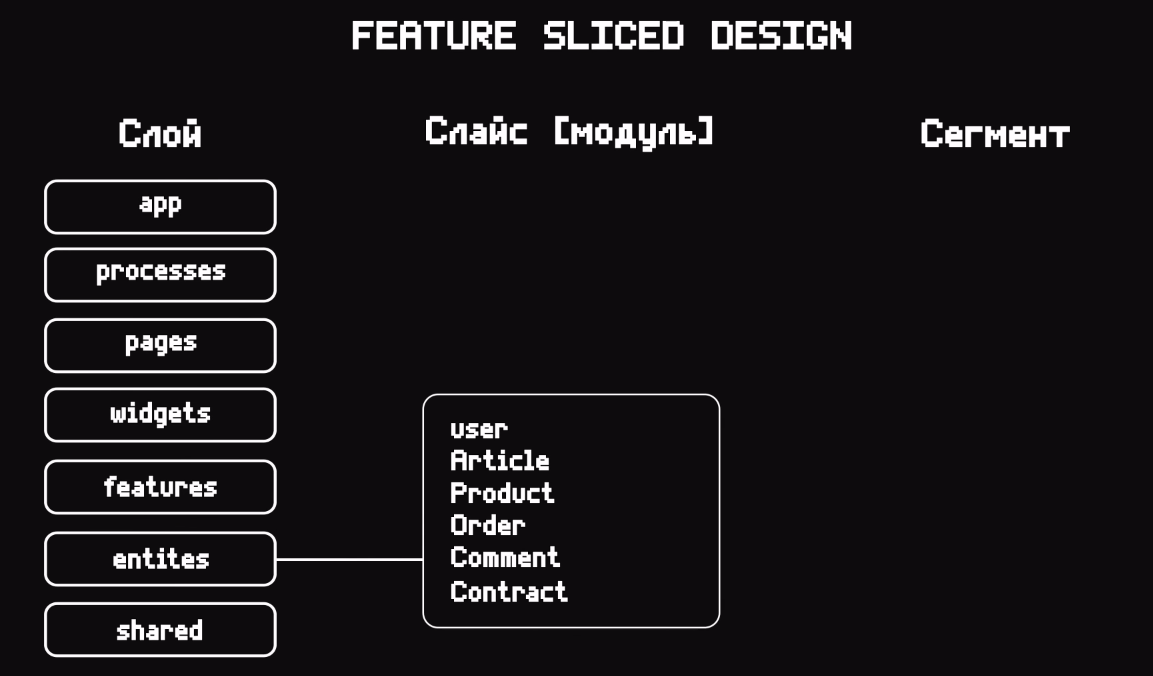 FEATURE SLICED DESIGN
Слой
Слайс [модуль]
Сегмент
app
processes
pages
widgets
features
entites
shared
user
Article
Product
Order
Comment
Contract